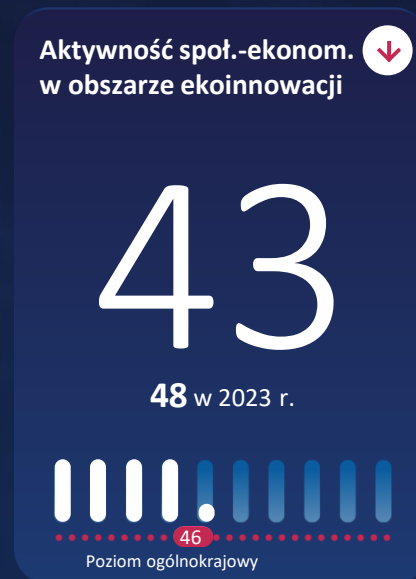 Aktywność społ.-ekonom.
w obszarze ekoinnowacji
43
48 w 2023 r.
46
Poziom ogólnokrajowy